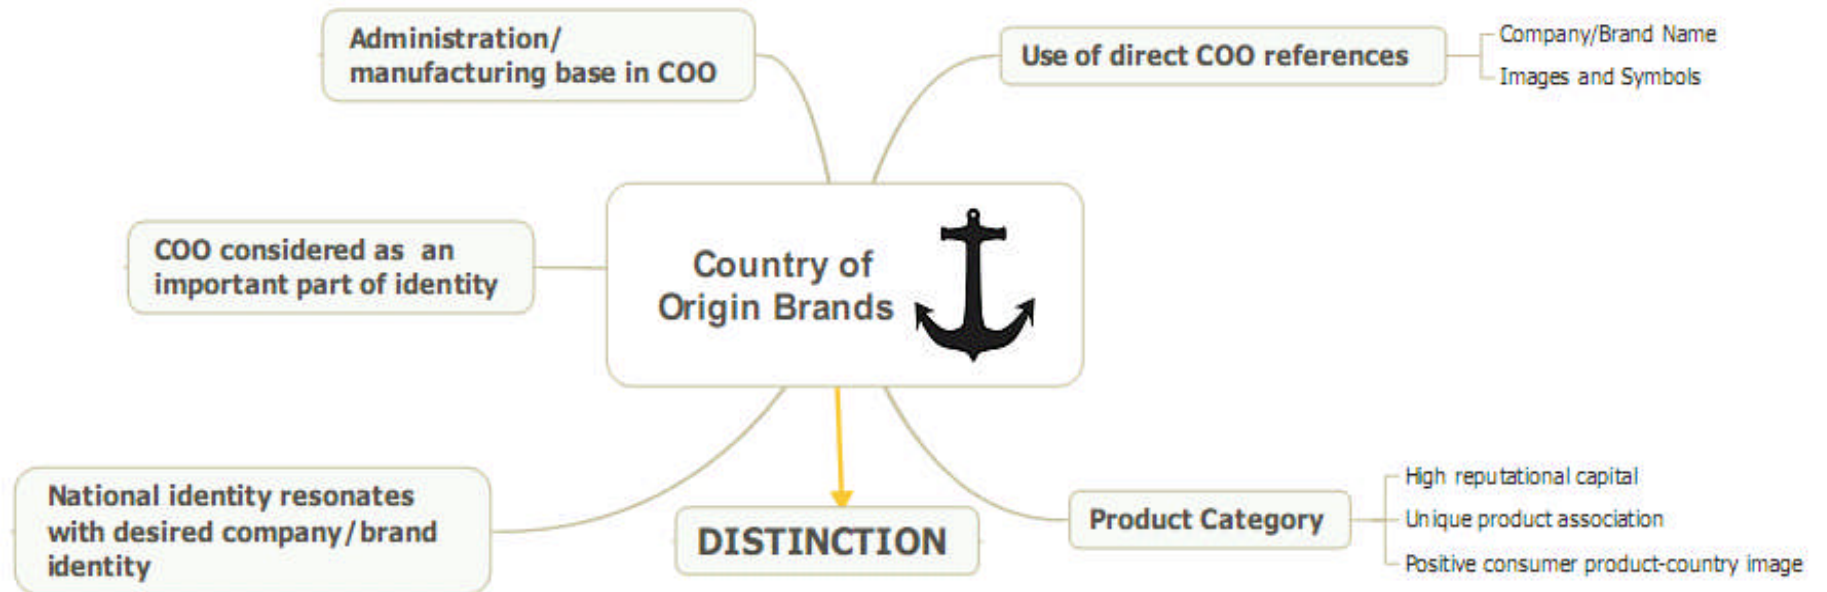 Administration/
manufacturing base in COO
Use of direct COO references
Company/Brand Name
Images and Symbols
COO considered as an
important part of identity
Country of
Origin Brands
National identity resonates
with desired company/brand
identity
DISTINCTION
Product Category
High reputational capital
Unique product association
Positive consumer product-country image